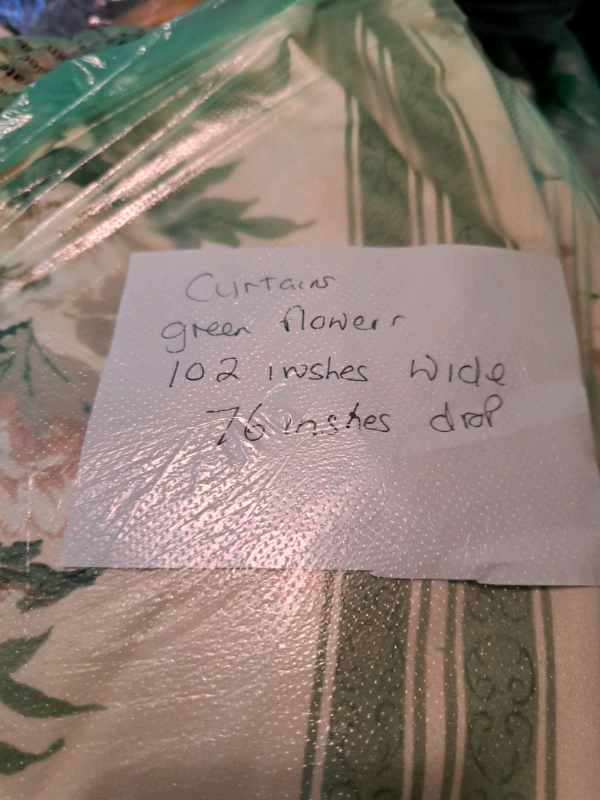 Curtains
green flowers
102 inshes wide
76 inshes drop